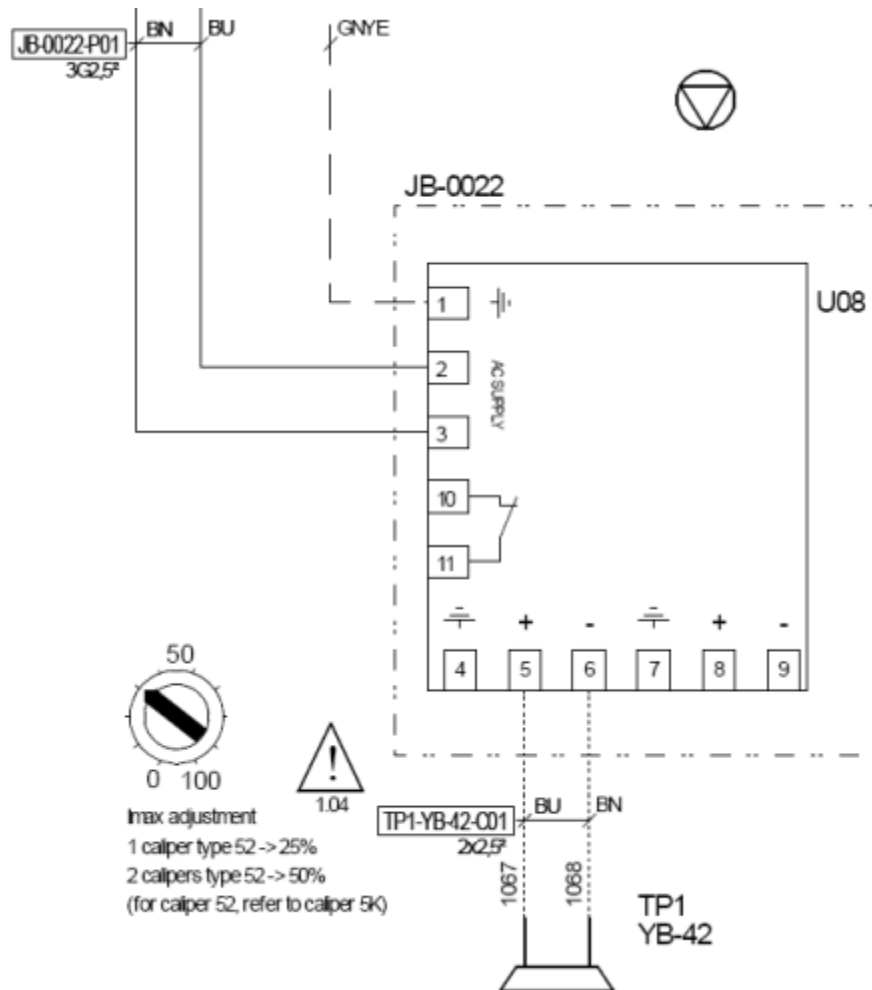 BN
BU
GNYE
JB-0022-P01
3G2,5²
JB-0022
U08
1
2
AC SUPPLY
3
10
11
+
-
+
-
4
5
6
7
8
9
50
0
100
!
1.04
Imax adjustment
1 caliper type 52 -> 25%
2 calipers type 52 -> 50%
(for caliper 52, refer to caliper 5K)
TP1-YB-42-C01
2x2,5²
BU
BN
1067
1068
TP1
YB-42